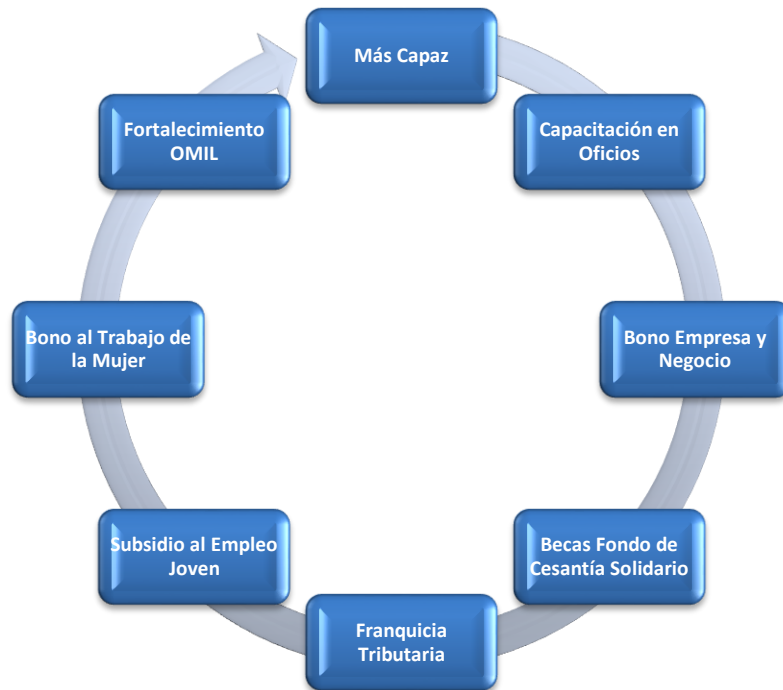 Más Capaz
Capacitación en
Oficios
Bono Empresa y
Negocio
Becas Fondo de
Cesantía Solidario
Franquicia
Tributaria
Subsidio al Empleo
Joven
Bono al Trabajo de
la Mujer
Fortalecimiento
OMIL